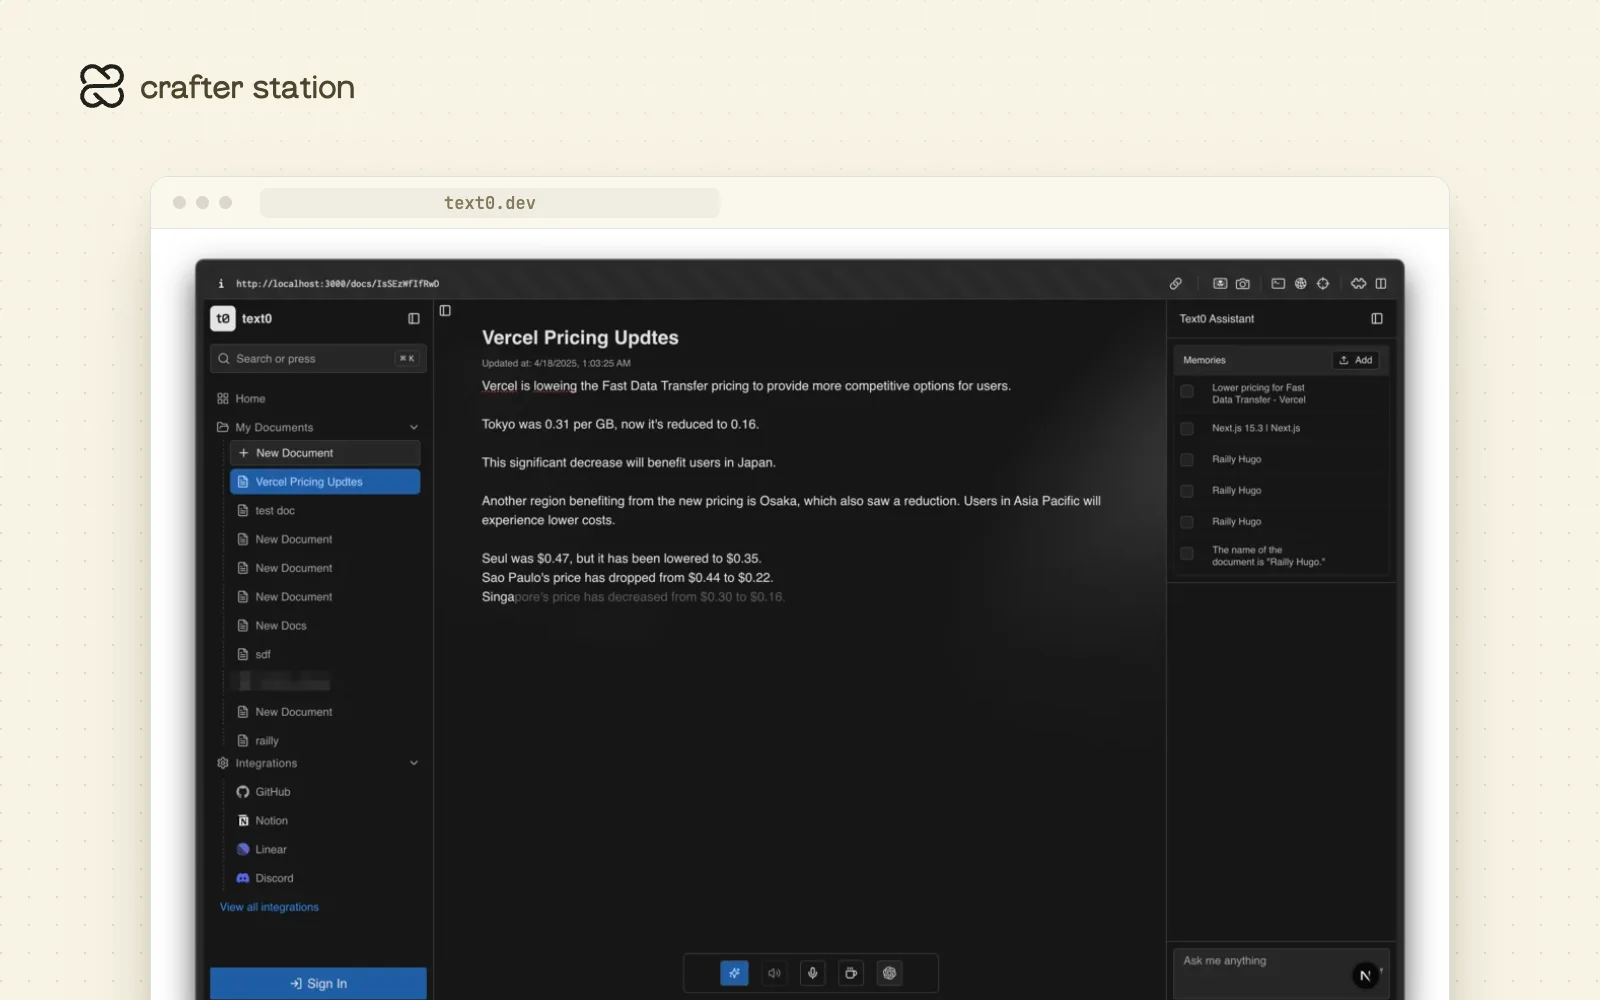 crafter station
text0.dev
i http://localhost:3000/docs/IsSEzWfIfRwD
t0 text0
Search or press ⌘ K
Home
My Documents
+ New Document
Vercel Pricing Updtes
test doc
New Document
New Document
New Document
New Docs
sdf
New Document
railly
Integrations
GitHub
Notion
Linear
Discord
View all integrations
Sign In
Vercel Pricing Updtes
Updated at: 4/18/2025, 1:03:25 AM
Vercel is loweing the Fast Data Transfer pricing to provide more competitive options for users.
Tokyo was 0.31 per GB, now it's reduced to 0.16.
This significant decrease will benefit users in Japan.
Another region benefiting from the new pricing is Osaka, which also saw a reduction. Users in Asia Pacific will
experience lower costs.
Seul was $0.47, but it has been lowered to $0.35.
Sao Paulo's price has dropped from $0.44 to $0.22.
Singapore's price has decreased from $0.30 to $0.16.
Text0 Assistant
Memories
Add
Lower pricing for Fast
Data Transfer - Vercel
Next.js 15.3 | Next.js
Railly Hugo
Railly Hugo
Railly Hugo
The name of the
document is "Railly Hugo."
Ask me anything
N